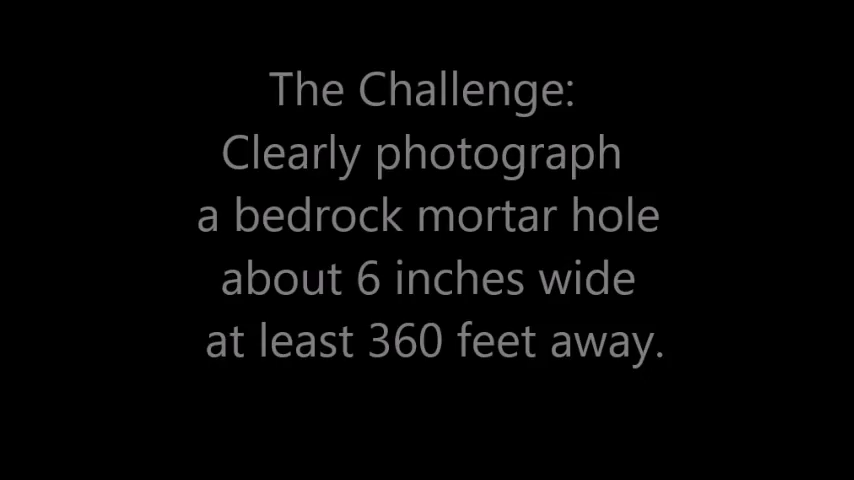 The Challenge:
Clearly photograph
a bedrock mortar hole
about 6 inches wide
at least 360 feet away.